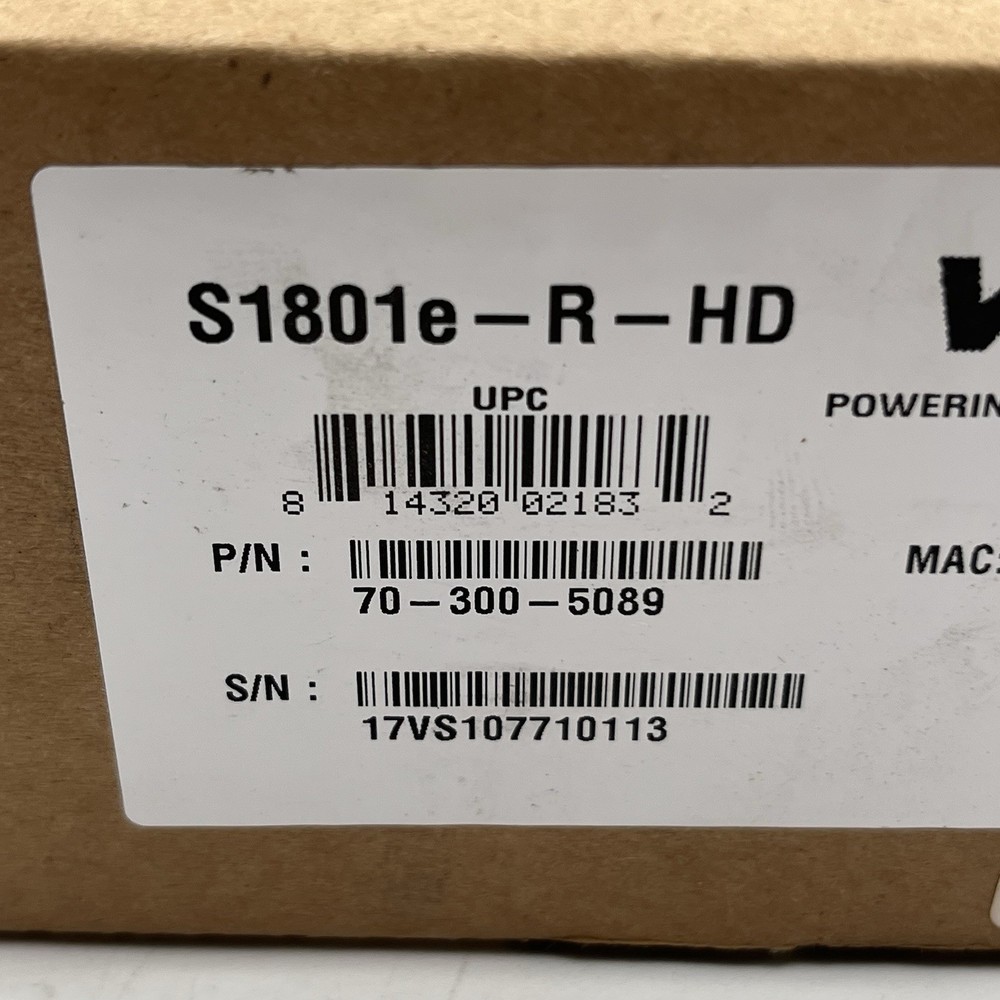 S1801e-R-HD
UPC
8 14320 02183 2
POWERIN
P/N : 
70-300-5089
MAC:
S/N :
17VS107710113